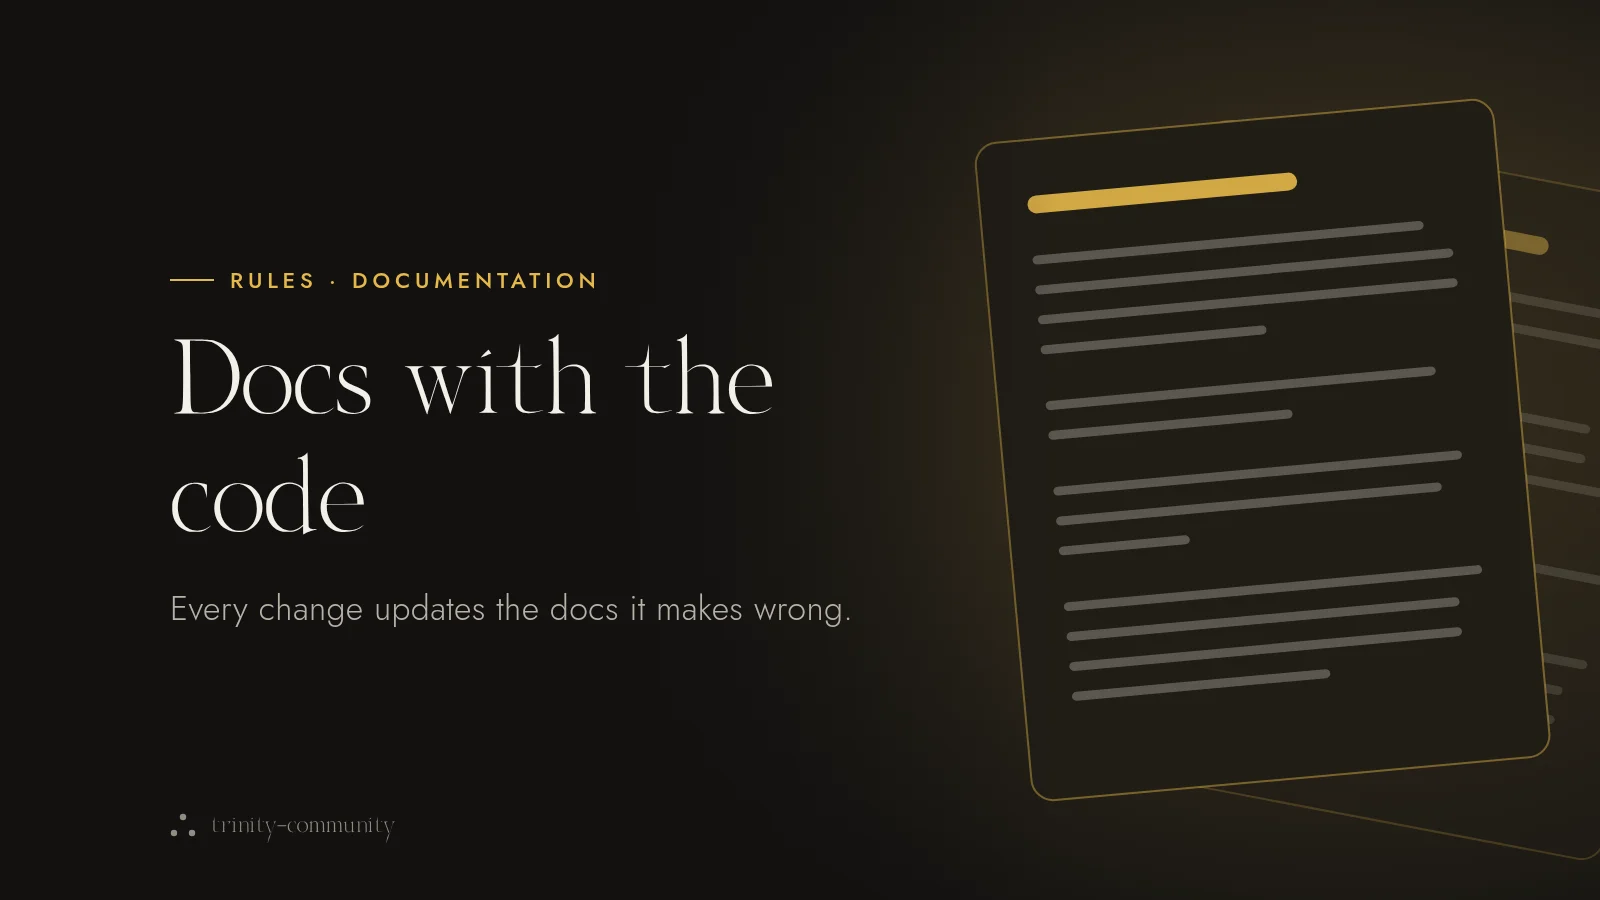 RULES · DOCUMENTATION
Docs with the
code
Every change updates the docs it makes wrong.
trinity-community